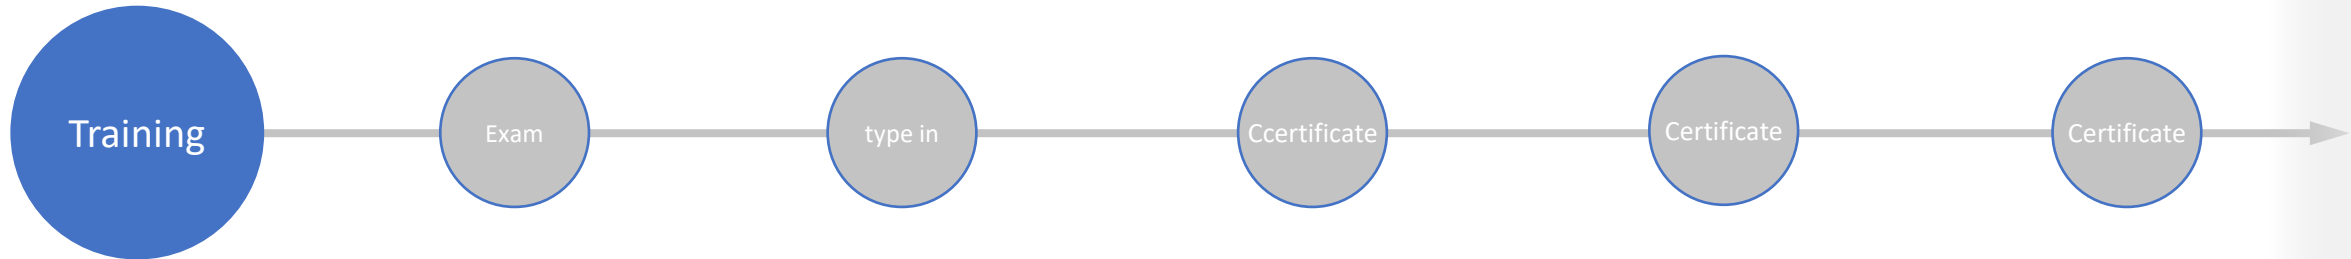 Training
Exam
type in
Ccertificate
Certificate
Certificate